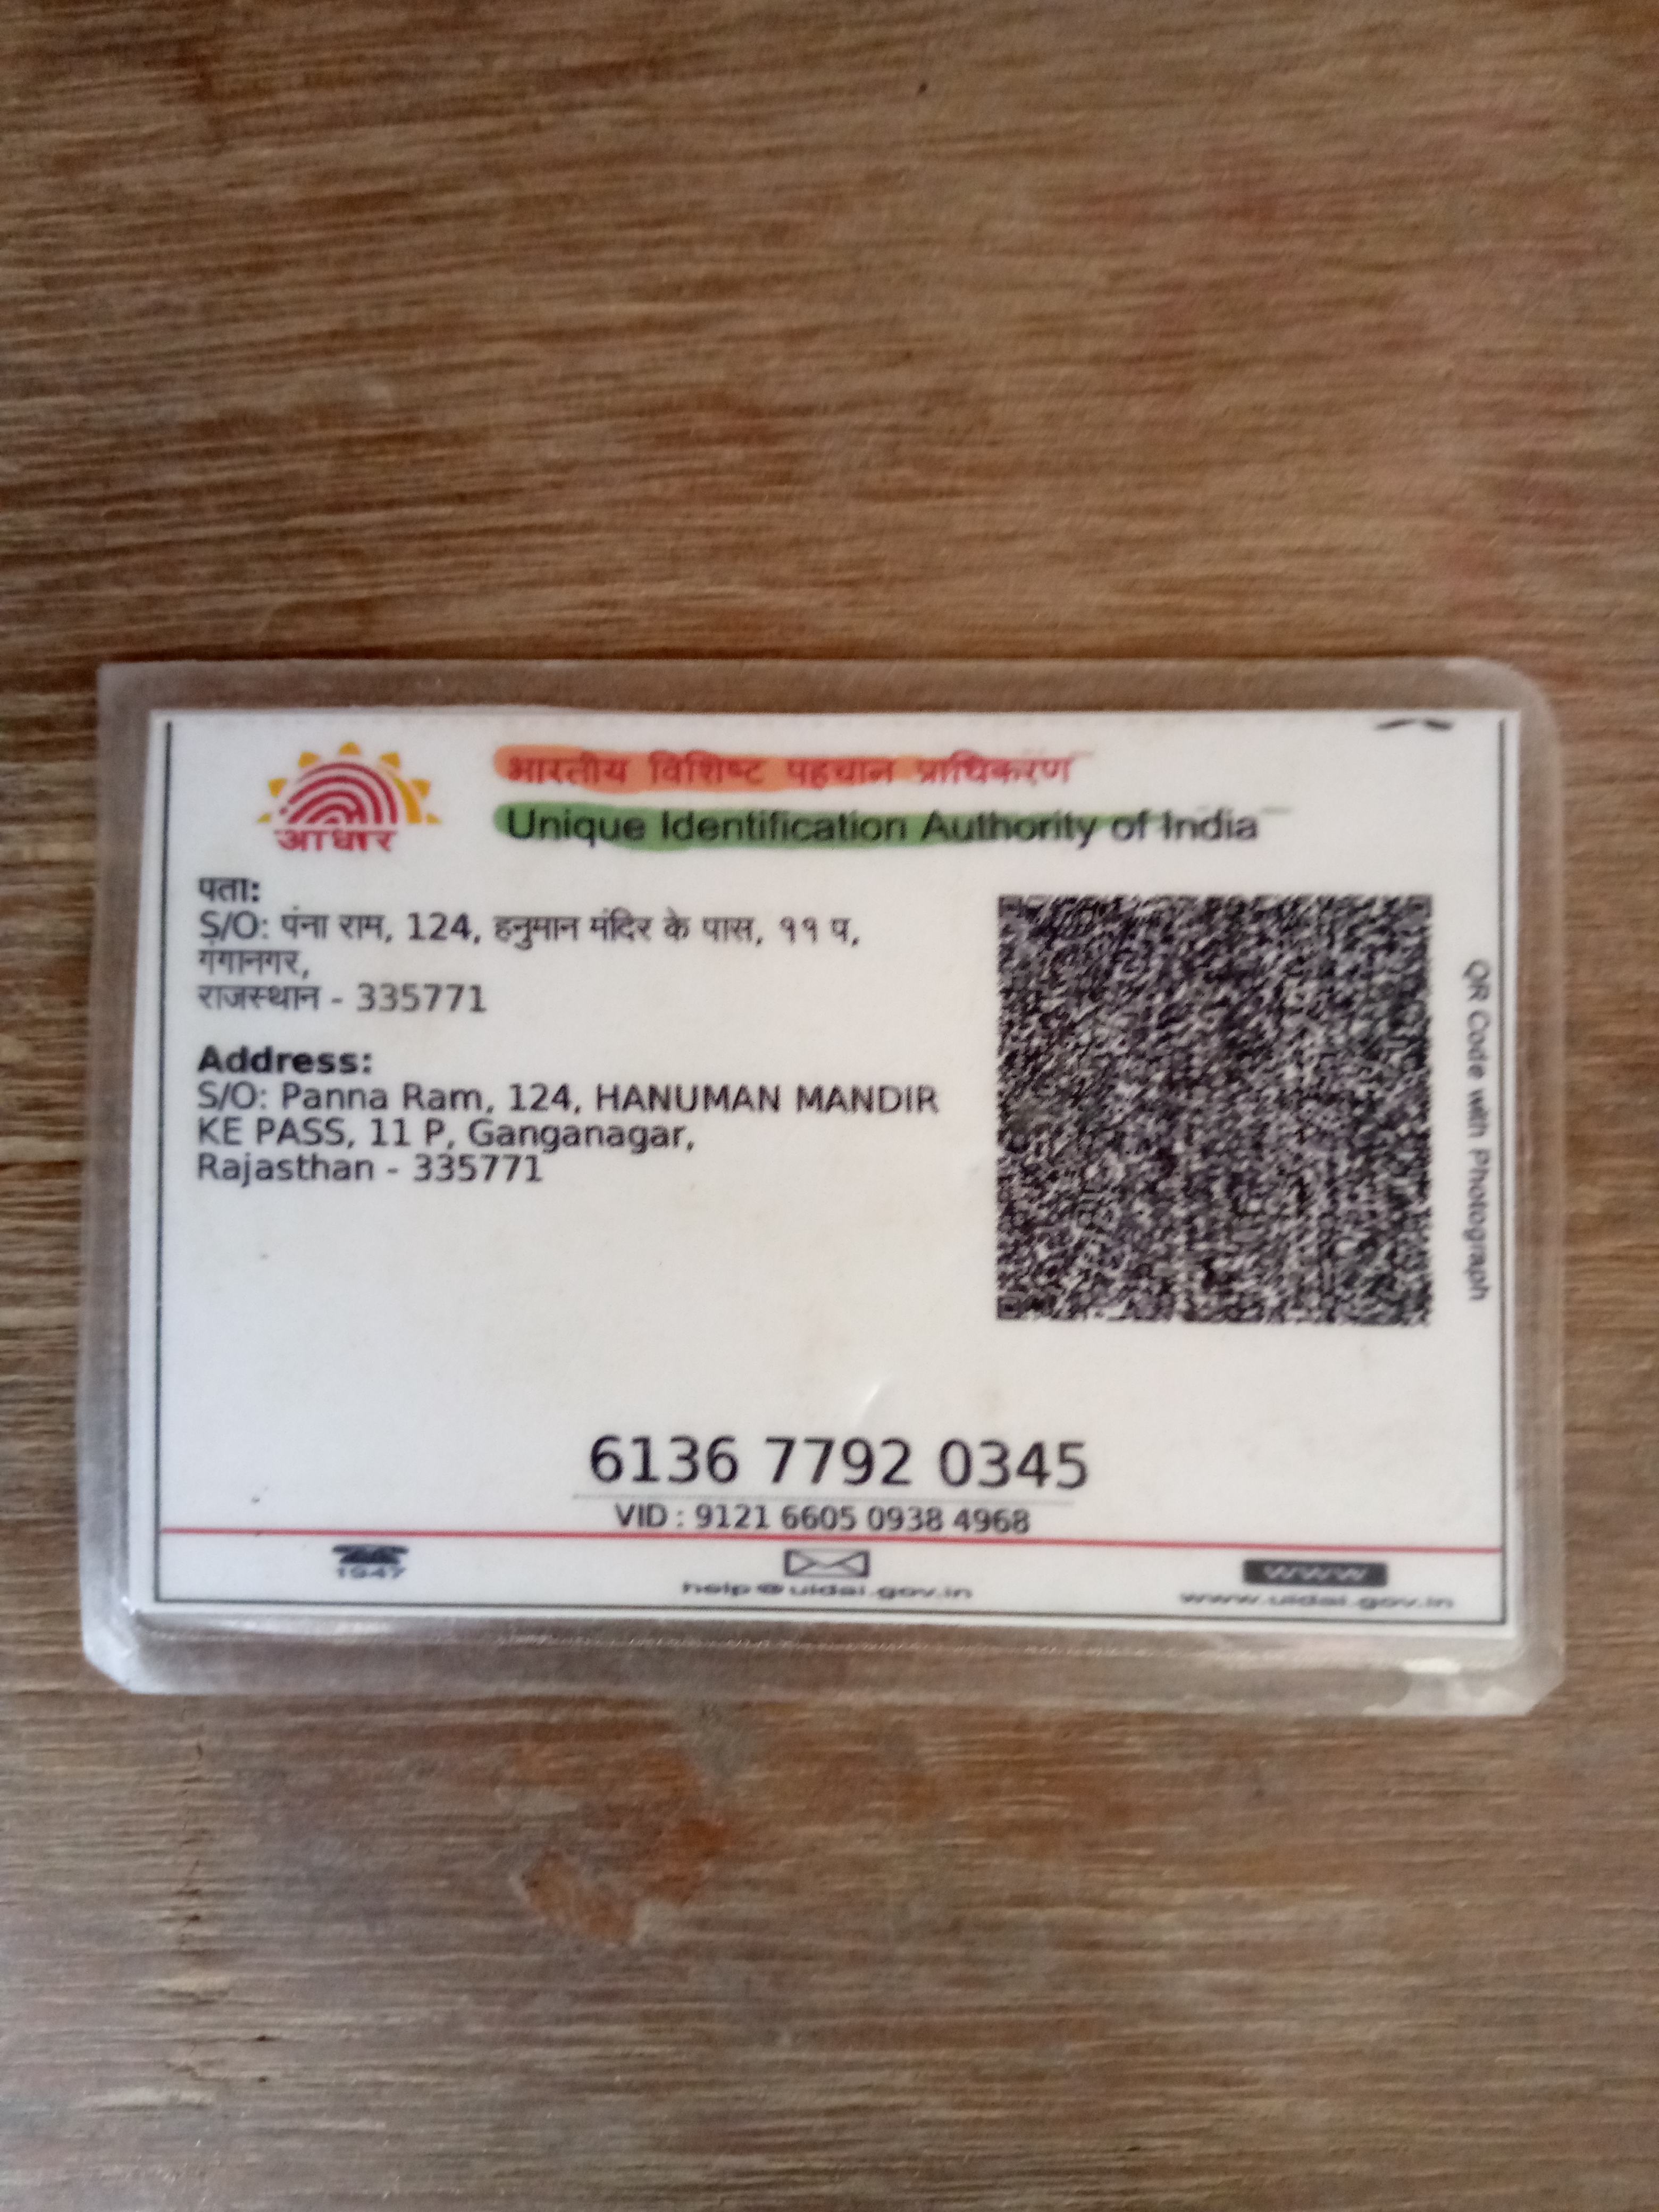 आधार
भारतीय विशिष्ट पहचान प्राधिकरण
Unique Identification Authority of India
पता:
S/O: पंना राम, 124, हनुमान मंदिर के पास, ११ प,
गंगानगर,
राजस्थान - 335771
Address:
S/O: Panna Ram, 124, HANUMAN MANDIR
KE PASS, 11 P, Ganganagar,
Rajasthan - 335771
QR Code with Photograph
6136 7792 0345
VID : 9121 6605 0938 4968
1947
help@uidai.gov.in
www
www.uidai.gov.in